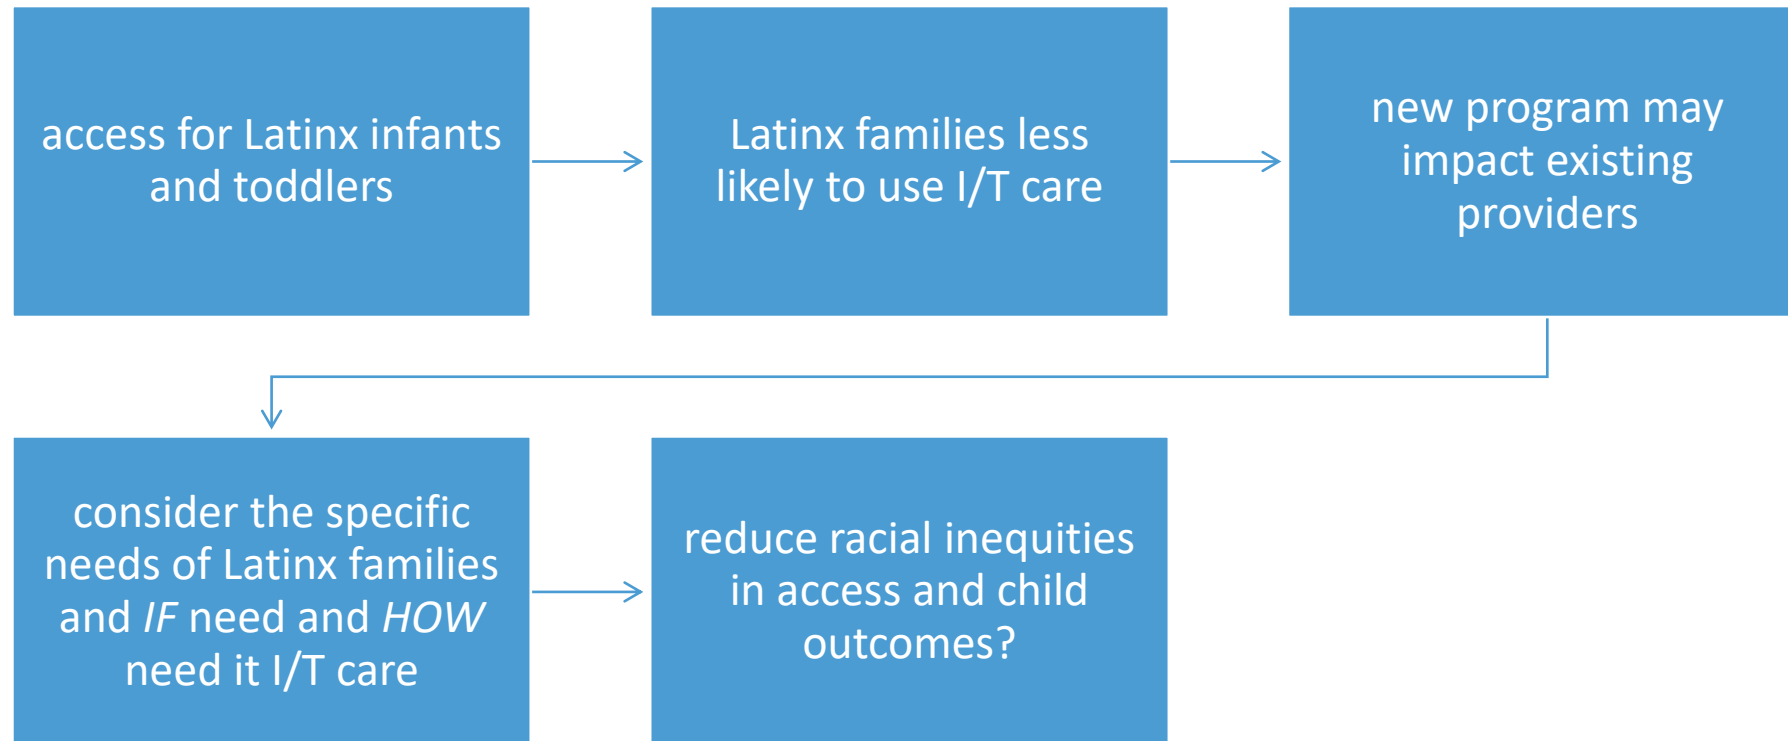 access for Latinx infants
and toddlers
Latinx families less
likely to use I/T care
new program may
impact existing
providers
consider the specific
needs of Latinx families
and IF need and HOW
need it I/T care
reduce racial inequities
in access and child
outcomes?